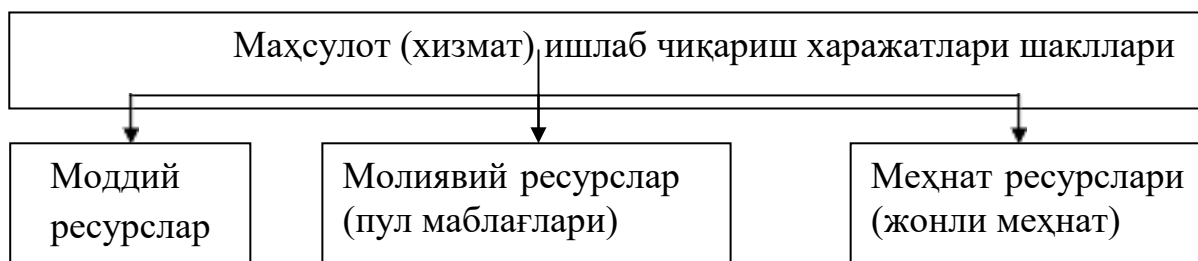 Маҳсулот (хизмат) ишлаб чиқариш харажатлари шакллари
Моддий
ресурслар
Молиявий ресурслар
(пул маблағлари)
Меҳнат ресурслари
(жонли меҳнат)